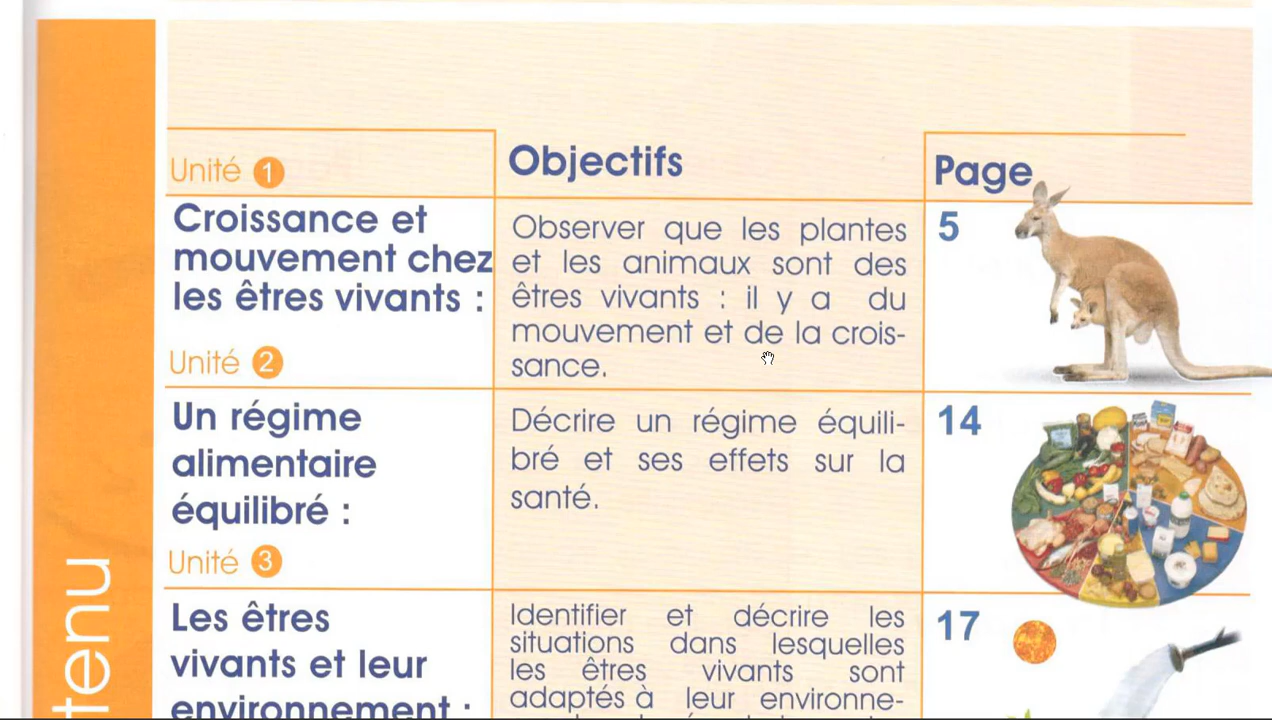 Unité 1
Objectifs
Page
Croissance et
mouvement chez
les êtres vivants :
Observer que les plantes
et les animaux sont des
êtres vivants : il y a du
mouvement et de la crois-
sance.
5
Unité 2
Un régime
alimentaire
équilibré :
Décrire un régime équili-
bré et ses effets sur la
santé.
14
Unité 3
Les êtres
vivants et leur
environnement :
Identifier et décrire les
situations dans lesquelles
les êtres vivants sont
adaptés à leur environne-
17
tenu